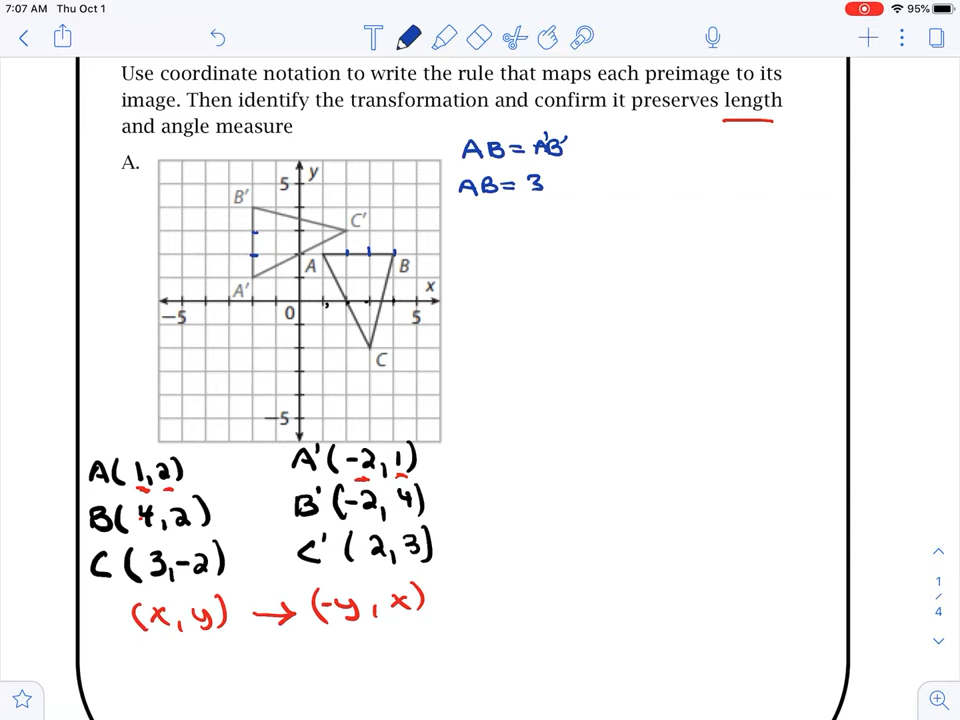 7:07 AM Thu Oct 1
95%
T
Use coordinate notation to write the rule that maps each preimage to its
image. Then identify the transformation and confirm it preserves length
and angle measure
A.
AB = A'B'
AB = 3
y
5
B'
C'
A
B
A'
x
-5
0
5
C
-5
A(1,2)
A'(-2,1)
B(4,2)
B'(-2,4)
C(3,-2)
C'(2,3]
(x,y) → (-y,x)
1
/
4